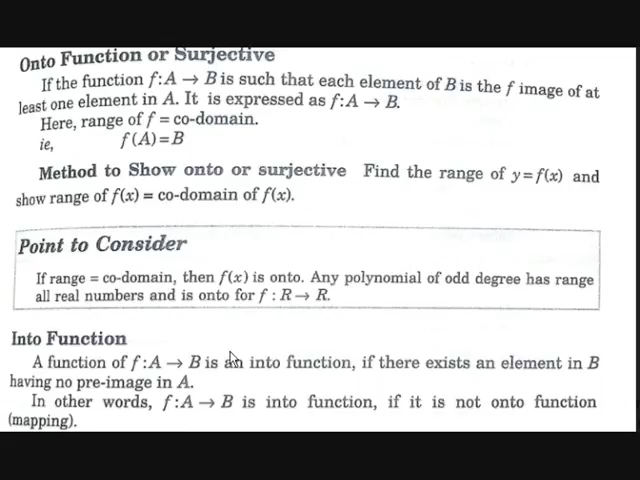 Onto Function or Surjective
If the function f : A → B is such that each element of B is the f image of at
least one element in A. It is expressed as f : A → B.
Here, range of f = co-domain.
ie, f(A) = B
Method to Show onto or surjective Find the range of y = f(x) and
show range of f(x) = co-domain of f(x).
Point to Consider
If range = co-domain, then f(x) is onto. Any polynomial of odd degree has range
all real numbers and is onto for f : R → R.
Into Function
A function of f : A → B is an into function, if there exists an element in B
having no pre-image in A.
In other words, f : A → B is into function, if it is not onto function
(mapping).